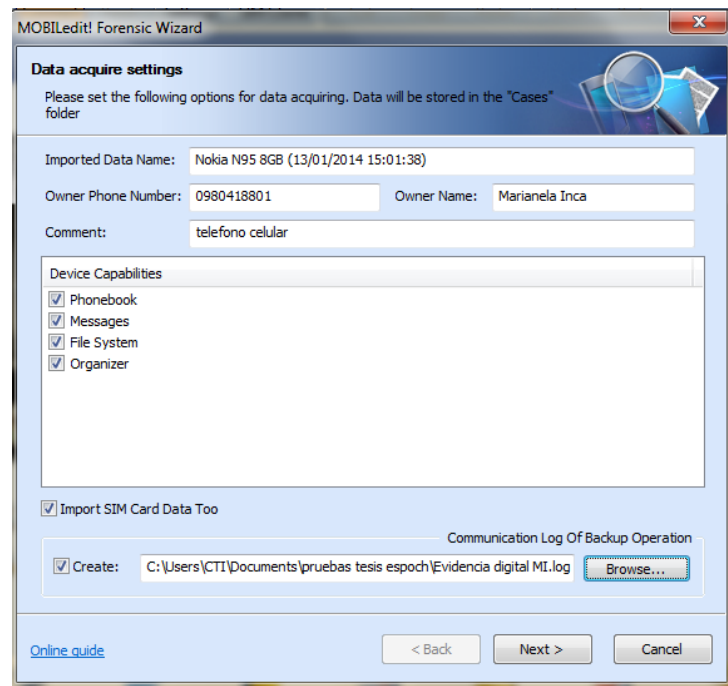 MOBILedit! Forensic Wizard
Data acquire settings
Please set the following options for data acquiring. Data will be stored in the "Cases"
folder
Imported Data Name: Nokia N95 8GB (13/01/2014 15:01:38)
Owner Phone Number: 0980418801 Owner Name: Marianela Inca
Comment: telefono celular
Device Capabilities
Phonebook
Messages
File System
Organizer
Import SIM Card Data Too
Communication Log Of Backup Operation
Create: C:\Users\CTI\Documents\pruebas tesis espoch\Evidencia digital MI.log Browse...
Online guide < Back Next > Cancel